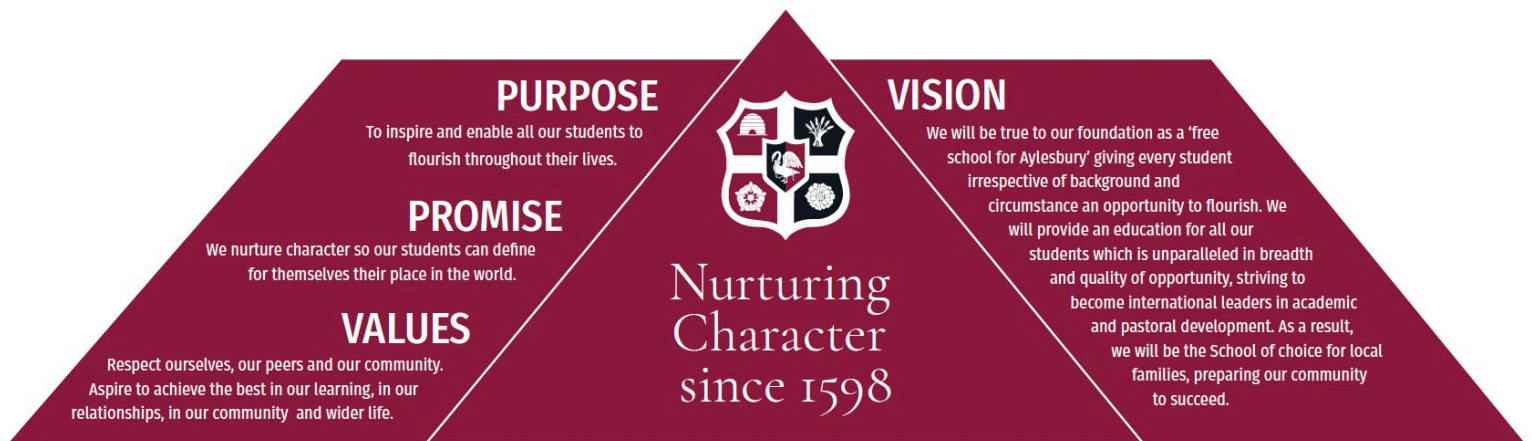 PURPOSE
To inspire and enable all our students to
flourish throughout their lives.
PROMISE
We nurture character so our students can define
for themselves their place in the world.
VALUES
Respect ourselves, our peers and our community.
Aspire to achieve the best in our learning, in our
relationships, in our community and wider life.
Nurturing
Character
since 1598
VISION
We will be true to our foundation as a ‘free
school for Aylesbury’ giving every student
irrespective of background and
circumstance an opportunity to flourish. We
will provide an education for all our
students which is unparalleled in breadth
and quality of opportunity, striving to
become international leaders in academic
and pastoral development. As a result,
we will be the School of choice for local
families, preparing our community
to succeed.